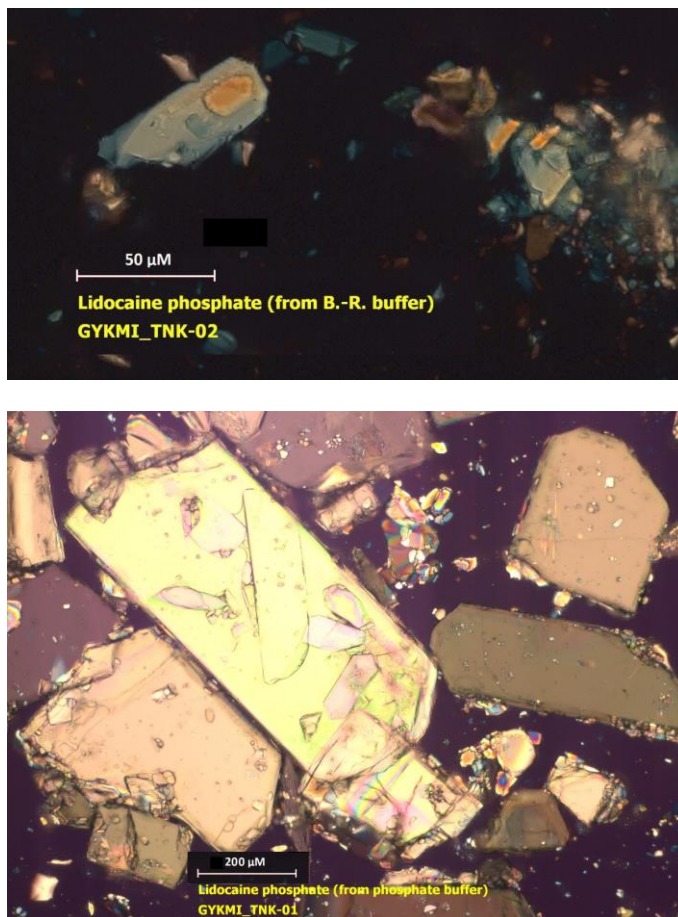 50 μM
Lidocaine phosphate (from B.-R. buffer)
GYKMI_TNK-02
200 μM
Lidocaine phosphate (from phosphate buffer)
GYKMI_TNK-01